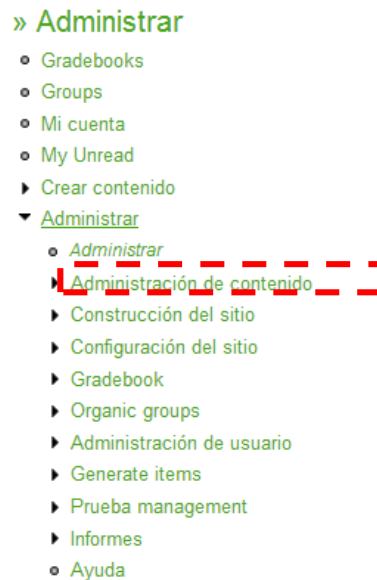 » Administrar
Gradebooks
Groups
Mi cuenta
My Unread
Crear contenido
Administrar
Administrar
Administración de contenido
Construcción del sitio
Configuración del sitio
Gradebook
Organic groups
Administración de usuario
Generate items
Prueba management
Informes
Ayuda